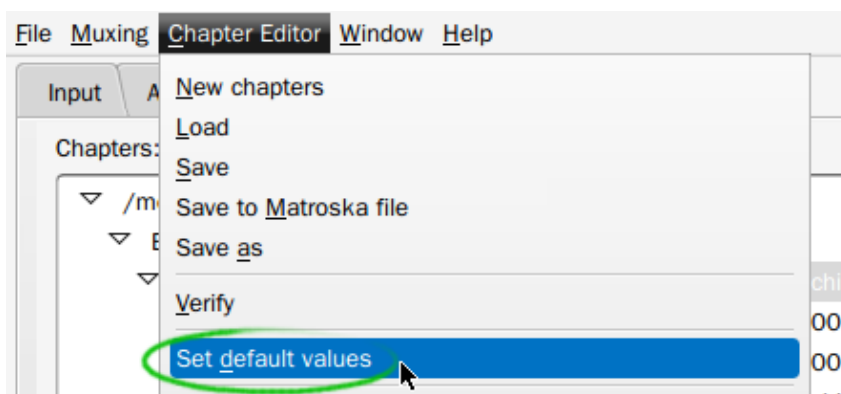 File Muxing Chapter Editor Window Help
Input
New chapters
Load
Chapters:
Save
Save to Matroska file
Save as
Verify
Set default values